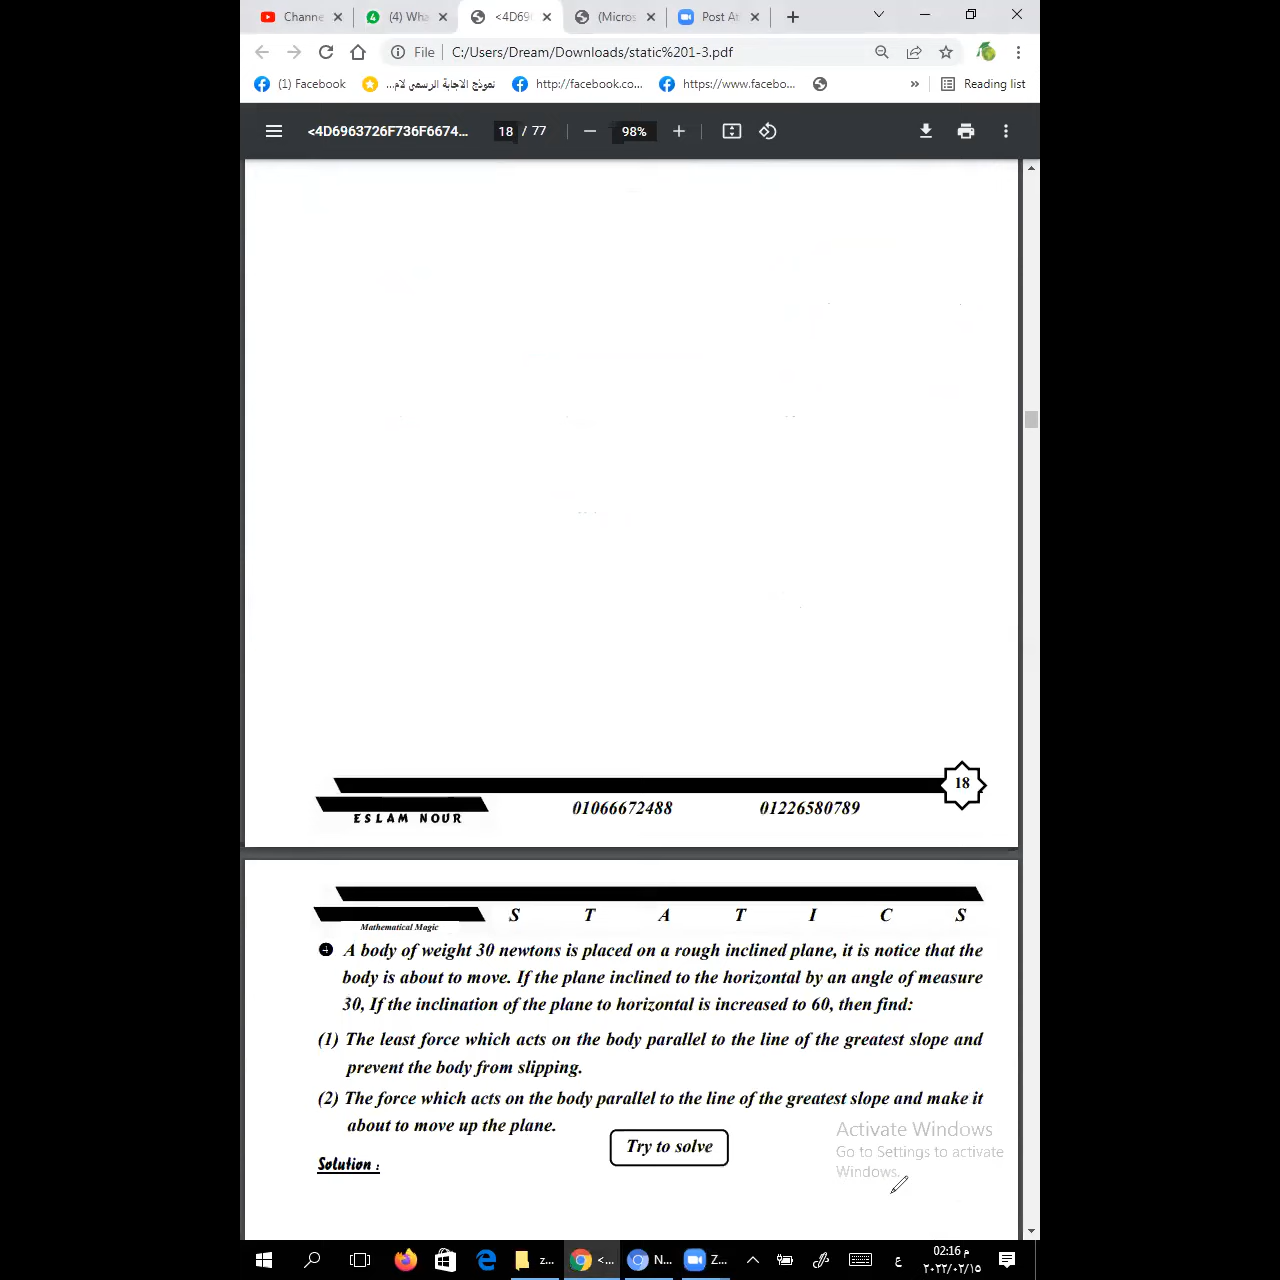 Channe
(4) Wha
<4D69
(Micros
Post At
File C:/Users/Dream/Downloads/static%201-3.pdf
(1) Facebook
نموذج الاجابة الرسمى لام...
http://facebook.co...
https://www.facebo...
»
Reading list
<4D6963726F736F6674...
18 / 77
98%
18
ESLAM NOUR
01066672488 01226580789
S T A T I C S
Mathematical Magic
4 A body of weight 30 newtons is placed on a rough inclined plane, it is notice that the
body is about to move. If the plane inclined to the horizontal by an angle of measure
30, If the inclination of the plane to horizontal is increased to 60, then find:
(1) The least force which acts on the body parallel to the line of the greatest slope and
prevent the body from slipping.
(2) The force which acts on the body parallel to the line of the greatest slope and make it
about to move up the plane.
Try to solve
Solution :
Activate Windows
Go to Settings to activate
Windows.
z...
<...
N...
Z...
ع
02:16 م
٢٠٢٢/٠٢/١٥